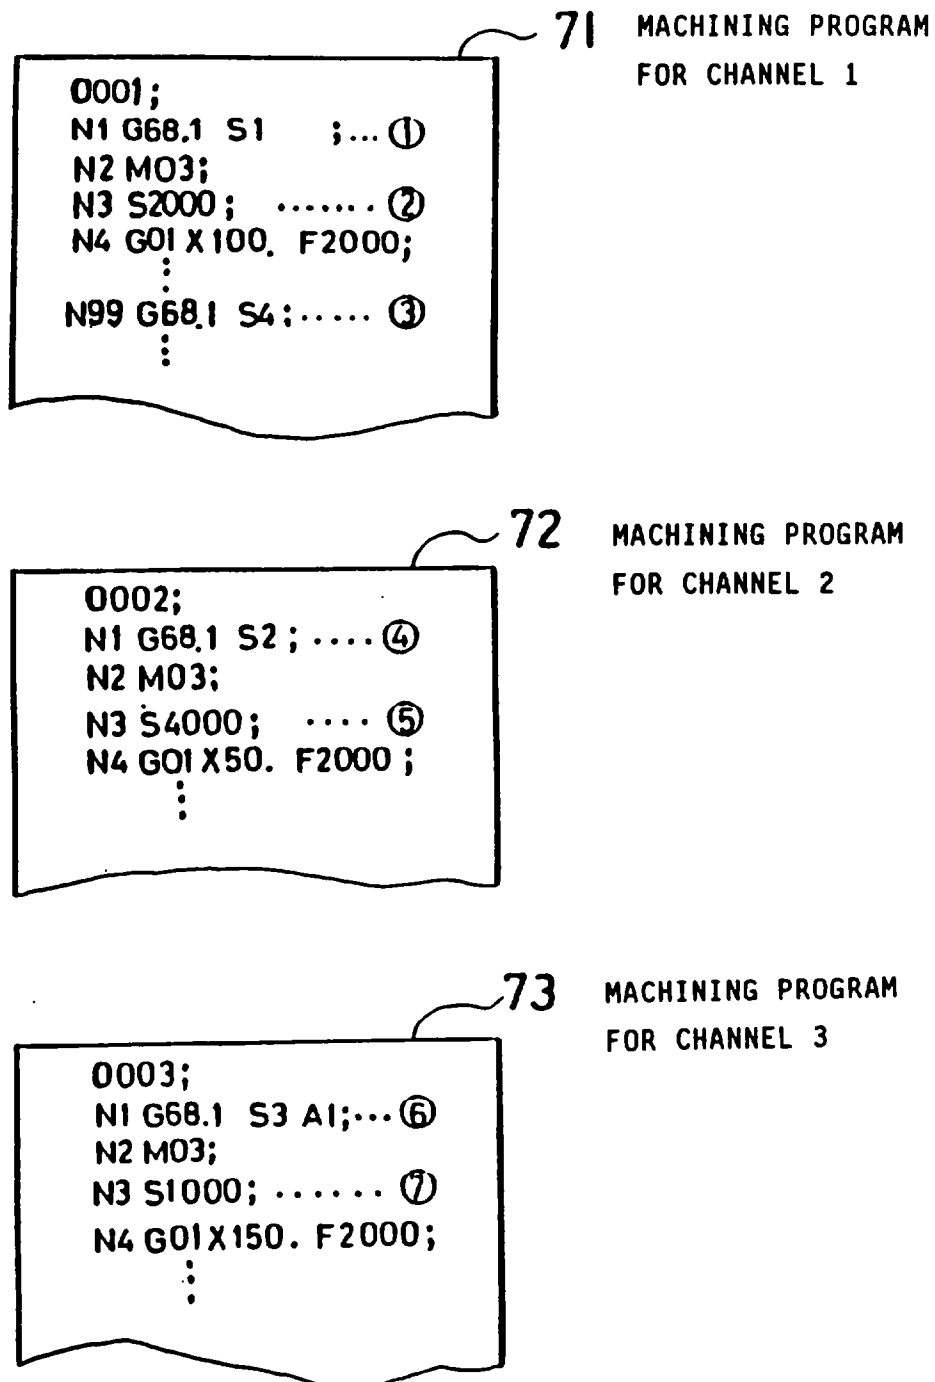 71 MACHINING PROGRAM
FOR CHANNEL 1
0001;
N1 G68.1 S1 ;... ①
N2 M03;
N3 S2000; ....... ②
N4 G01 X100. F2000;
⋮
N99 G68.1 S4;..... ③
⋮
72 MACHINING PROGRAM
FOR CHANNEL 2
0002;
N1 G68.1 S2; .... ④
N2 M03;
N3 S4000; .... ⑤
N4 G01 X50. F2000;
⋮
73 MACHINING PROGRAM
FOR CHANNEL 3
0003;
N1 G68.1 S3 A1;... ⑥
N2 M03;
N3 S1000; ...... ⑦
N4 G01 X150. F2000;
⋮